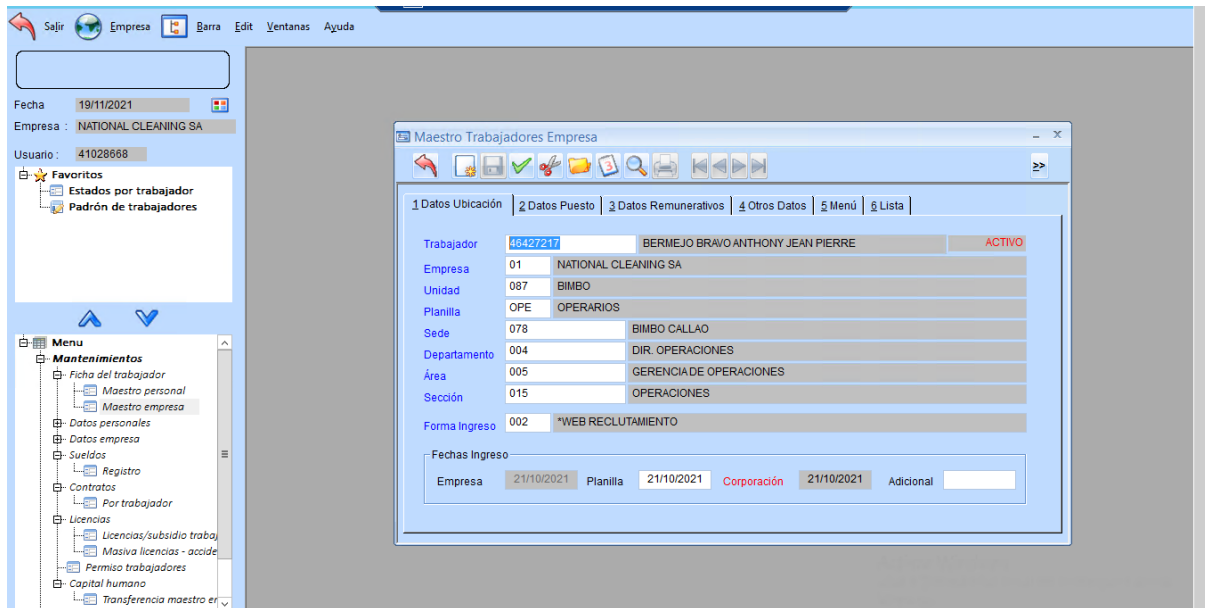 Salir Empresa Barra Edit Ventanas Ayuda
Fecha 19/11/2021
Empresa : NATIONAL CLEANING SA
Usuario : 41028668
Favoritos
Estados por trabajador
Padrón de trabajadores
Menu
Mantenimientos
Ficha del trabajador
Maestro personal
Maestro empresa
Datos personales
Datos empresa
Sueldos
Registro
Contratos
Por trabajador
Licencias
Licencias/subsidio trabaj
Masiva licencias - accide
Permiso trabajadores
Capital humano
Transferencia maestro er
Maestro Trabajadores Empresa
1 Datos Ubicación 2 Datos Puesto 3 Datos Remunerativos 4 Otros Datos 5 Menú 6 Lista
Trabajador 46427217 BERMEJO BRAVO ANTHONY JEAN PIERRE ACTIVO
Empresa 01 NATIONAL CLEANING SA
Unidad 087 BIMBO
Planilla OPE OPERARIOS
Sede 078 BIMBO CALLAO
Departamento 004 DIR. OPERACIONES
Área 005 GERENCIA DE OPERACIONES
Sección 015 OPERACIONES
Forma Ingreso 002 *WEB RECLUTAMIENTO
Fechas Ingreso
Empresa 21/10/2021 Planilla 21/10/2021 Corporación 21/10/2021 Adicional